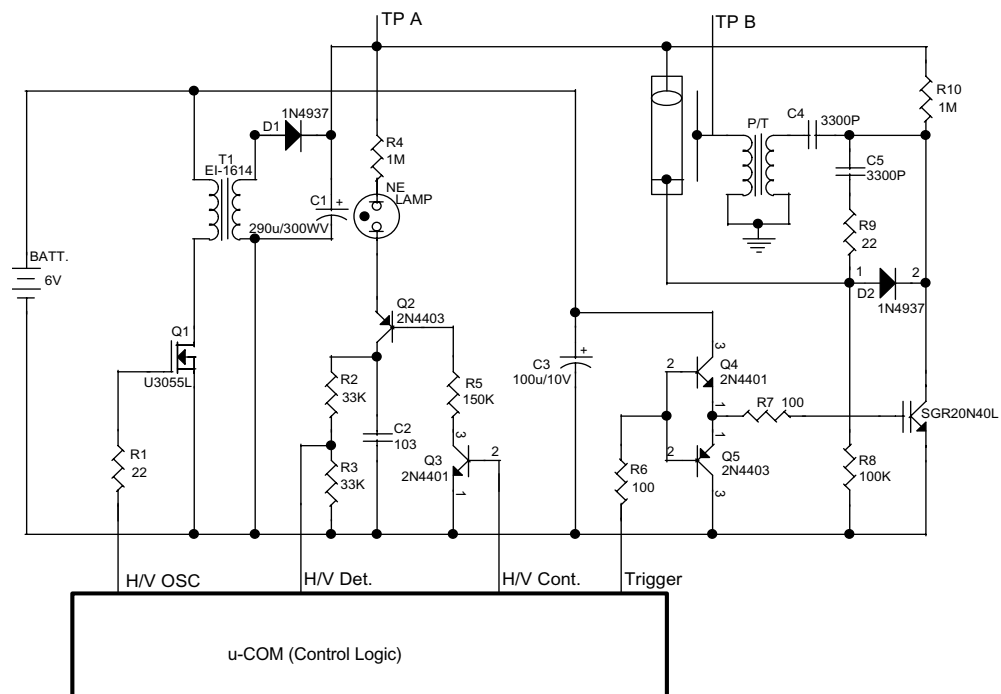 TP A
TP B
1N4937
D1
R10
1M
P/T
C4
3300P
R4
1M
T1
EI-1614
C5
3300P
NE
LAMP
C1
+
290u/300WV
R9
22
BATT.
6V
1
2
D2
1N4937
Q2
2N4403
Q1
U3055L
3
+
C3
100u/10V
2
Q4
2N4401
R2
33K
R5
150K
1
R7
100
SGR20N40L
C2
103
3
1
R1
22
R3
33K
Q3
2N4401
2
R6
100
2
Q5
2N4403
R8
100K
1
3
H/V OSC
H/V Det.
H/V Cont.
Trigger
u-COM (Control Logic)